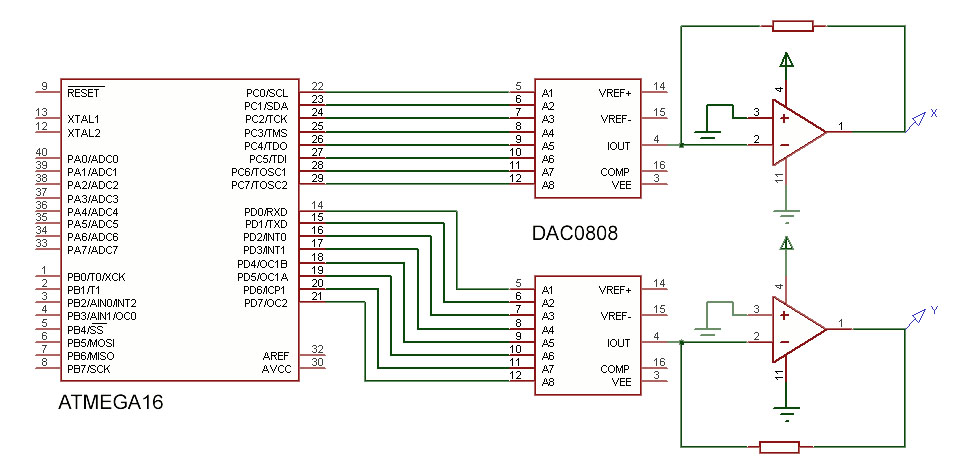 9 RESET PC0/SCL 22
PC1/SDA 23
13 XTAL1 PC2/TCK 24
12 XTAL2 PC3/TMS 25
PC4/TDO 26
40 PA0/ADC0 PC5/TDI 27
39 PA1/ADC1 PC6/TOSC1 28
38 PA2/ADC2 PC7/TOSC2 29
37 PA3/ADC3
36 PA4/ADC4 PD0/RXD 14
35 PA5/ADC5 PD1/TXD 15
34 PA6/ADC6 PD2/INT0 16
33 PA7/ADC7 PD3/INT1 17
PD4/OC1B 18
1 PB0/T0/XCK PD5/OC1A 19
2 PB1/T1 PD6/ICP1 20
3 PB2/AIN0/INT2 PD7/OC2 21
4 PB3/AIN1/OC0
5 PB4/SS
6 PB5/MOSI
7 PB6/MISO AREF 32
8 PB7/SCK AVCC 30
ATMEGA16
5 A1 VREF+ 14
6 A2
7 A3 VREF- 15
8 A4
9 A5 IOUT 4
10 A6
11 A7 COMP 16
12 A8 VEE 3
DAC0808
4
3 +
2 - 1 X
11
5 A1 VREF+ 14
6 A2
7 A3 VREF- 15
8 A4
9 A5 IOUT 4
10 A6
11 A7 COMP 16
12 A8 VEE 3
4
3 +
2 - 1 Y
11